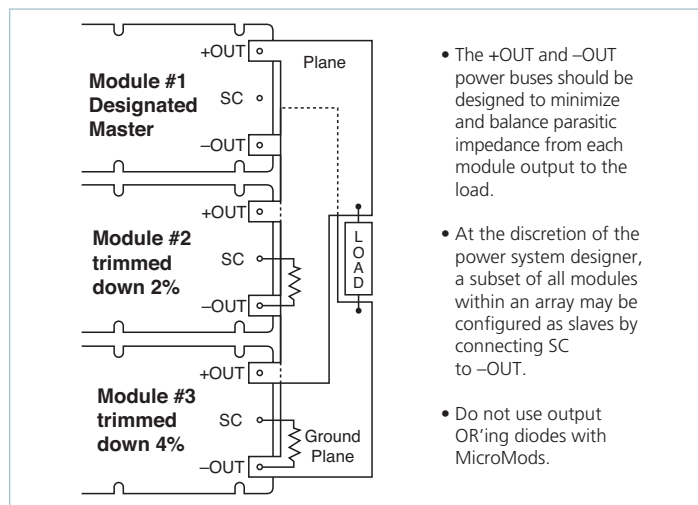 +OUT
Plane
Module #1
Designated
Master
SC
–OUT
+OUT
Module #2
trimmed
down 2%
SC
–OUT
LOAD
+OUT
Module #3
trimmed
down 4%
SC
Ground
Plane
–OUT
• The +OUT and –OUT
power buses should be
designed to minimize
and balance parasitic
impedance from each
module output to the
load.
• At the discretion of the
power system designer,
a subset of all modules
within an array may be
configured as slaves by
connecting SC
to –OUT.
• Do not use output
OR'ing diodes with
MicroMods.